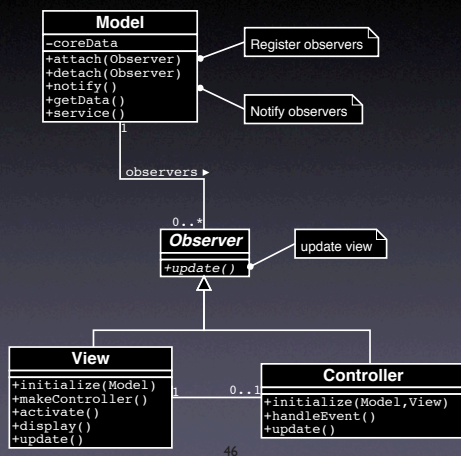 Model
-coreData
+attach(Observer)
+detach(Observer)
+notify()
+getData()
+service()
Register observers
Notify observers
1
observers ▶
0..*
Observer
+update()
update view
View
+initialize(Model)
+makeController()
+activate()
+display()
+update()
1
0..1
Controller
+initialize(Model,View)
+handleEvent()
+update()
46